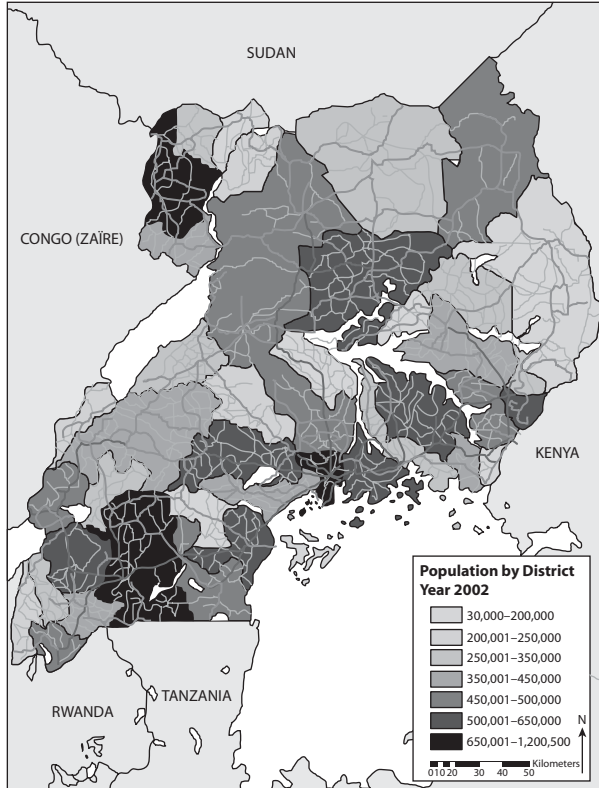 SUDAN
CONGO (ZAÏRE)
KENYA
Population by District
Year 2002
30,000–200,000
200,001–250,000
250,001–350,000
350,001–450,000
450,001–500,000
500,001–650,000
650,001–1,200,500
N
Kilometers
0 10 20 30 40 50
RWANDA
TANZANIA